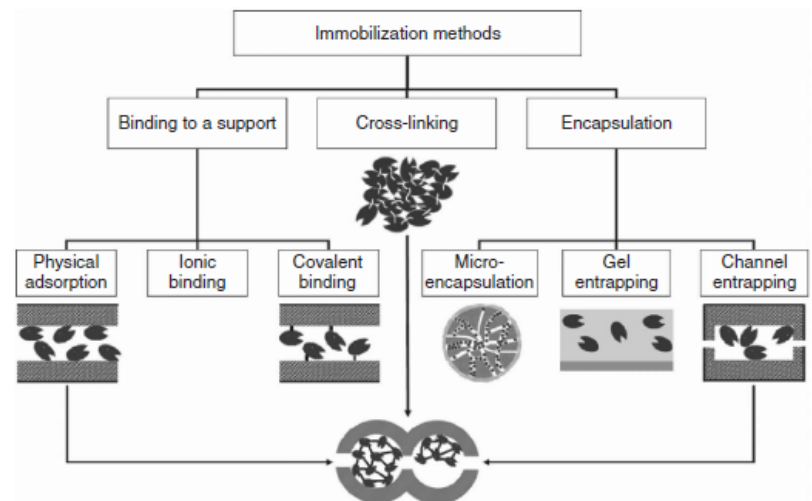 Immobilization methods
Binding to a support
Cross-linking
Encapsulation
Physical
adsorption
Ionic
binding
Covalent
binding
Micro-
encapsulation
Gel
entrapping
Channel
entrapping